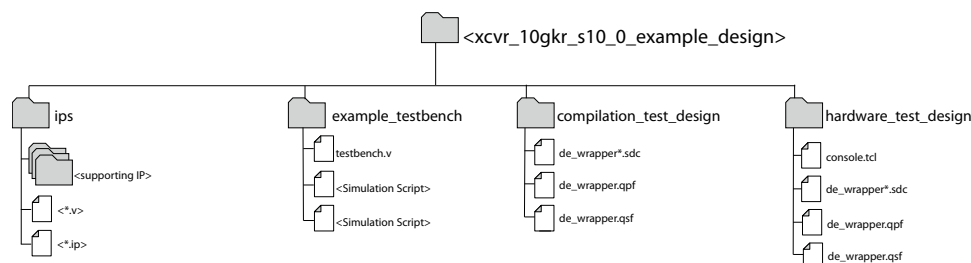 <xcvr_10gkr_s10_0_example_design>
ips
<supporting IP>
<*.v>
<*.ip>
example_testbench
testbench.v
<Simulation Script>
<Simulation Script>
compilation_test_design
de_wrapper*.sdc
de_wrapper.qpf
de_wrapper.qsf
hardware_test_design
console.tcl
de_wrapper*.sdc
de_wrapper.qpf
de_wrapper.qsf